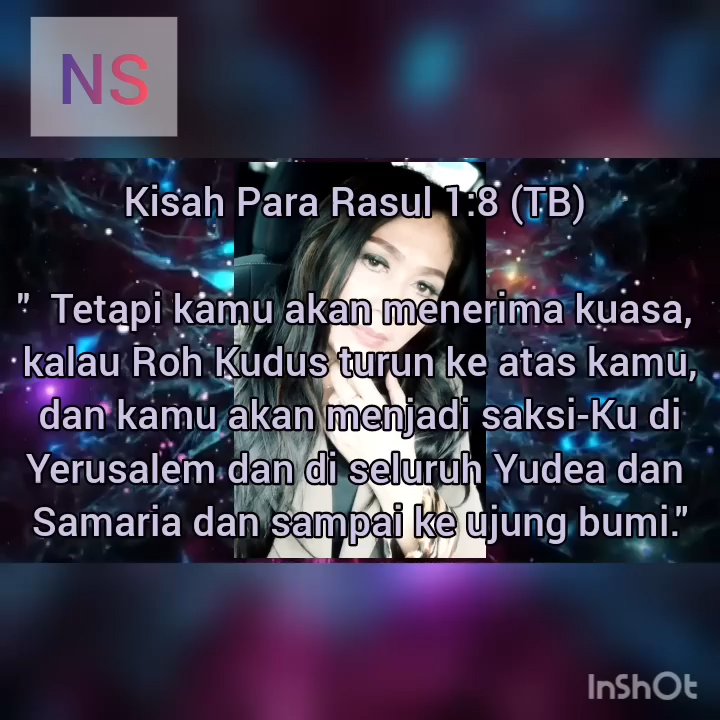 NS
Kisah Para Rasul 1:8 (TB)
"  Tetapi kamu akan menerima kuasa,
kalau Roh Kudus turun ke atas kamu,
dan kamu akan menjadi saksi-Ku di
Yerusalem dan di seluruh Yudea dan
Samaria dan sampai ke ujung bumi."
InShOt